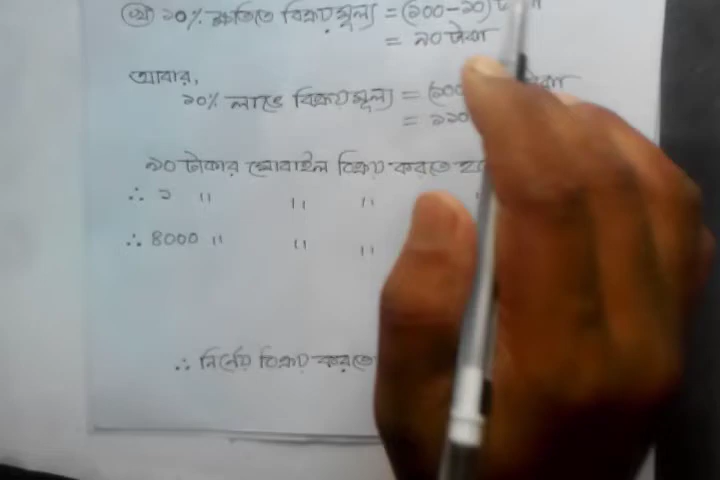 (খ) ১০% ক্ষতিতে বিক্রয়মূল্য = (১০০-১০)
= ৯০ টাকা
আবার,
১০% লাভে বিক্রয়মূল্য = (১০০
= ১১০
৯০ টাকার মোবাইল বিক্রয় করতে
∴ ১ " " "
∴ ৪০০০ " " "
∴ নির্ণেয় বিক্রয় করতে